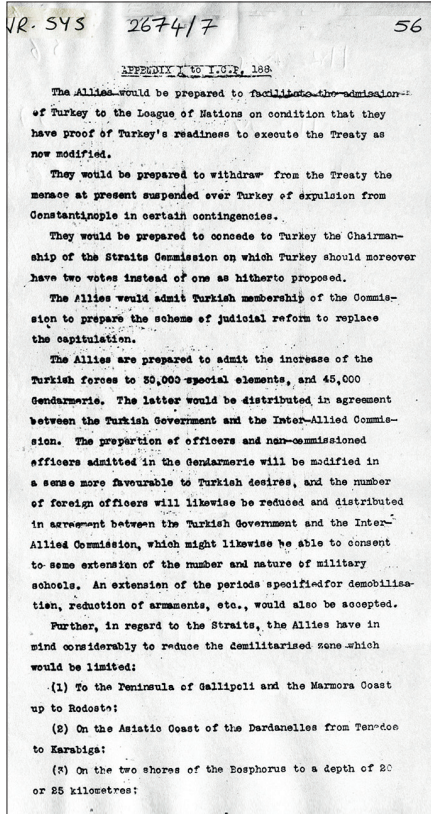 NR. SYS 2674/7 56
APPENDIX I to I.C.P. 188.
The Allies would be prepared to facilitate the admission
of Turkey to the League of Nations on condition that they
have proof of Turkey's readiness to execute the Treaty as
now modified.
They would be prepared to withdraw from the Treaty the
menace at present suspended over Turkey of expulsion from
Constantinople in certain contingencies.
They would be prepared to concede to Turkey the Chairman-
ship of the Straits Commission on which Turkey should moreover
have two votes instead of one as hitherto proposed.
The Allies would admit Turkish membership of the Commis-
sion to prepare the scheme of judicial reform to replace
the capitulation.
The Allies are prepared to admit the increase of the
Turkish forces to 30,000 special elements, and 45,000
Gendarmerie. The latter would be distributed in agreement
between the Turkish Government and the Inter-Allied Commis-
sion. The proportion of officers and non-commissioned
officers admitted in the Gendarmerie will be modified in
a sense more favourable to Turkish desires, and the number
of foreign officers will likewise be reduced and distributed
in agreement between the Turkish Government and the Inter-
Allied Commission, which might likewise be able to consent
to some extension of the number and nature of military
schools. An extension of the periods specifiedfor demobilisa-
tion, reduction of armaments, etc., would also be accepted.
Further, in regard to the Straits, the Allies have in
mind considerably to reduce the demilitarised zone which
would be limited:
(1) To the Peninsula of Gallipoli and the Marmora Coast
up to Rodosto:
(2) On the Asiatic Coast of the Dardanelles from Tenedos
to Karabiga:
(3) On the two shores of the Bosphorus to a depth of 20
or 25 kilometres: